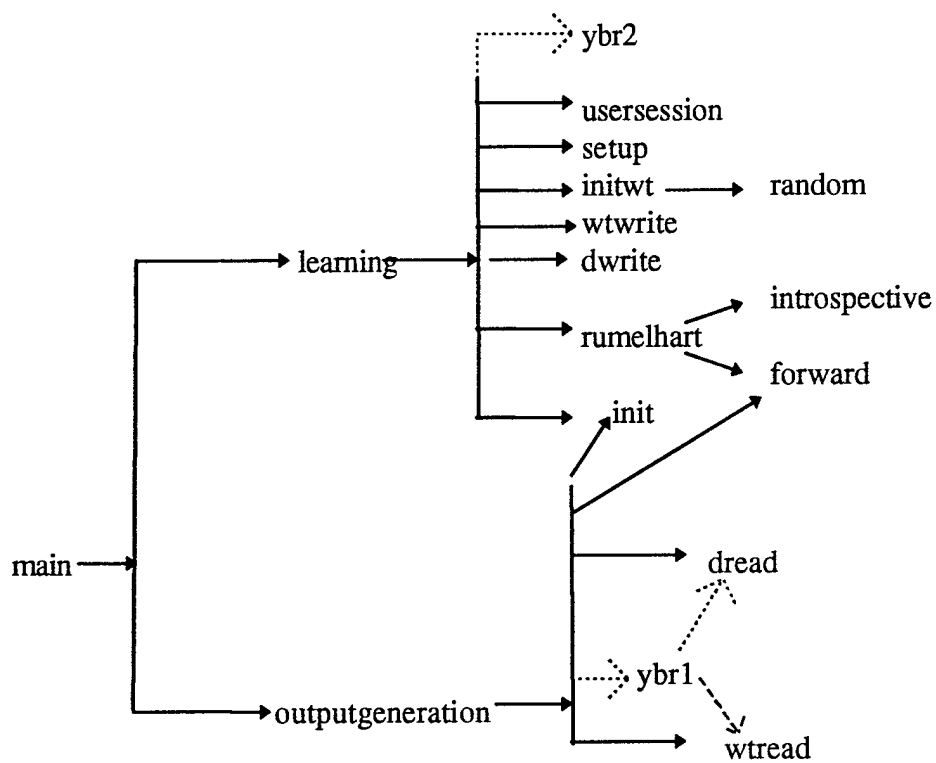 ybr2
usersession
setup
initwt
random
wtwrite
learning
dwrite
introspective
rumelhart
forward
init
main
dread
ybr1
outputgeneration
wtread